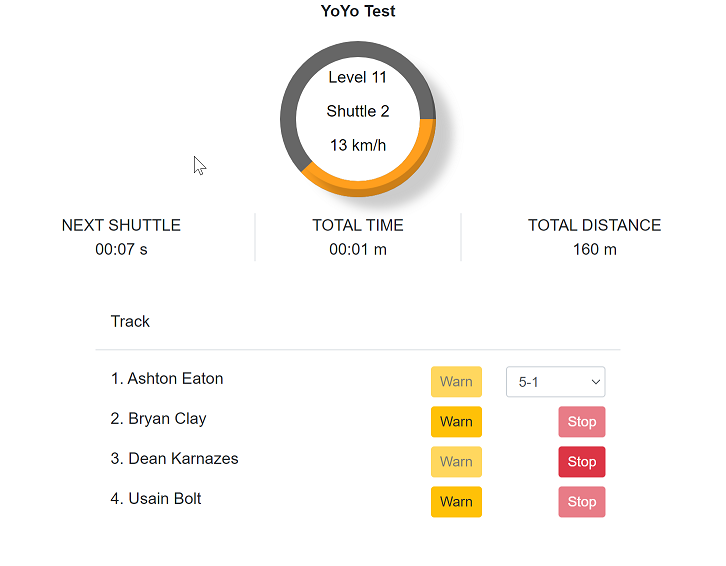 YoYo Test
Level 11
Shuttle 2
13 km/h
NEXT SHUTTLE TOTAL TIME TOTAL DISTANCE
00:07 s 00:01 m 160 m
Track
1. Ashton Eaton Warn 5-1
2. Bryan Clay Warn Stop
3. Dean Karnazes Warn Stop
4. Usain Bolt Warn Stop